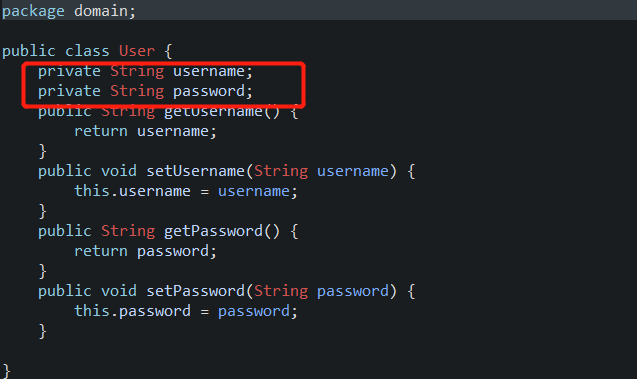 package domain;
public class User {
    private String username;
    private String password;
    public String getUsername() {
        return username;
    }
    public void setUsername(String username) {
        this.username = username;
    }
    public String getPassword() {
        return password;
    }
    public void setPassword(String password) {
        this.password = password;
    }
}